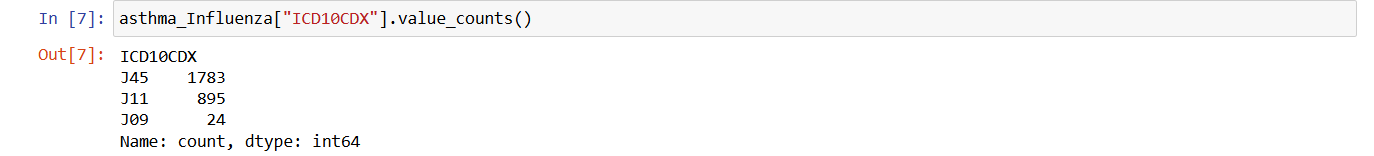 In [7]: asthma_Influenza["ICD10CDX"].value_counts()
Out[7]: ICD10CDX
J45    1783
J11     895
J09      24
Name: count, dtype: int64